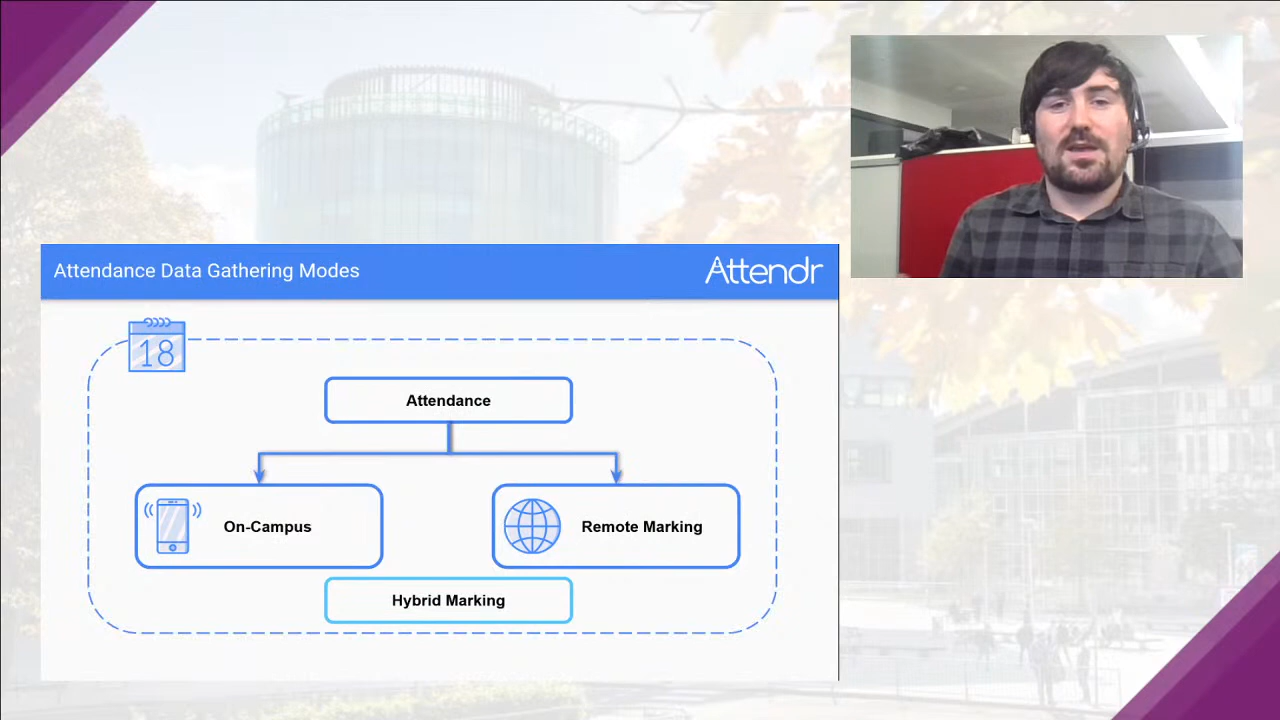 Attendance Data Gathering Modes
Attendr
18
Attendance
On-Campus
Remote Marking
Hybrid Marking